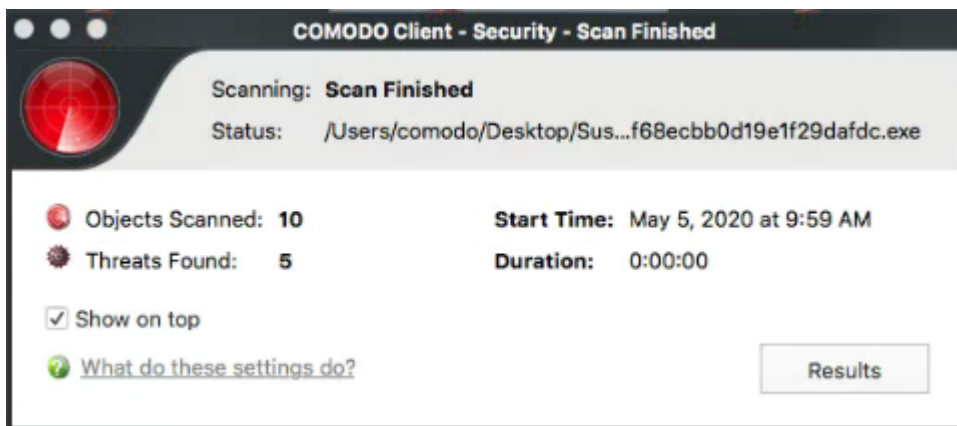 COMODO Client - Security - Scan Finished
Scanning: Scan Finished
Status: /Users/comodo/Desktop/Sus...f68ecbb0d19e1f29dafdc.exe
Objects Scanned: 10 Start Time: May 5, 2020 at 9:59 AM
Threats Found: 5 Duration: 0:00:00
Show on top
What do these settings do?
Results